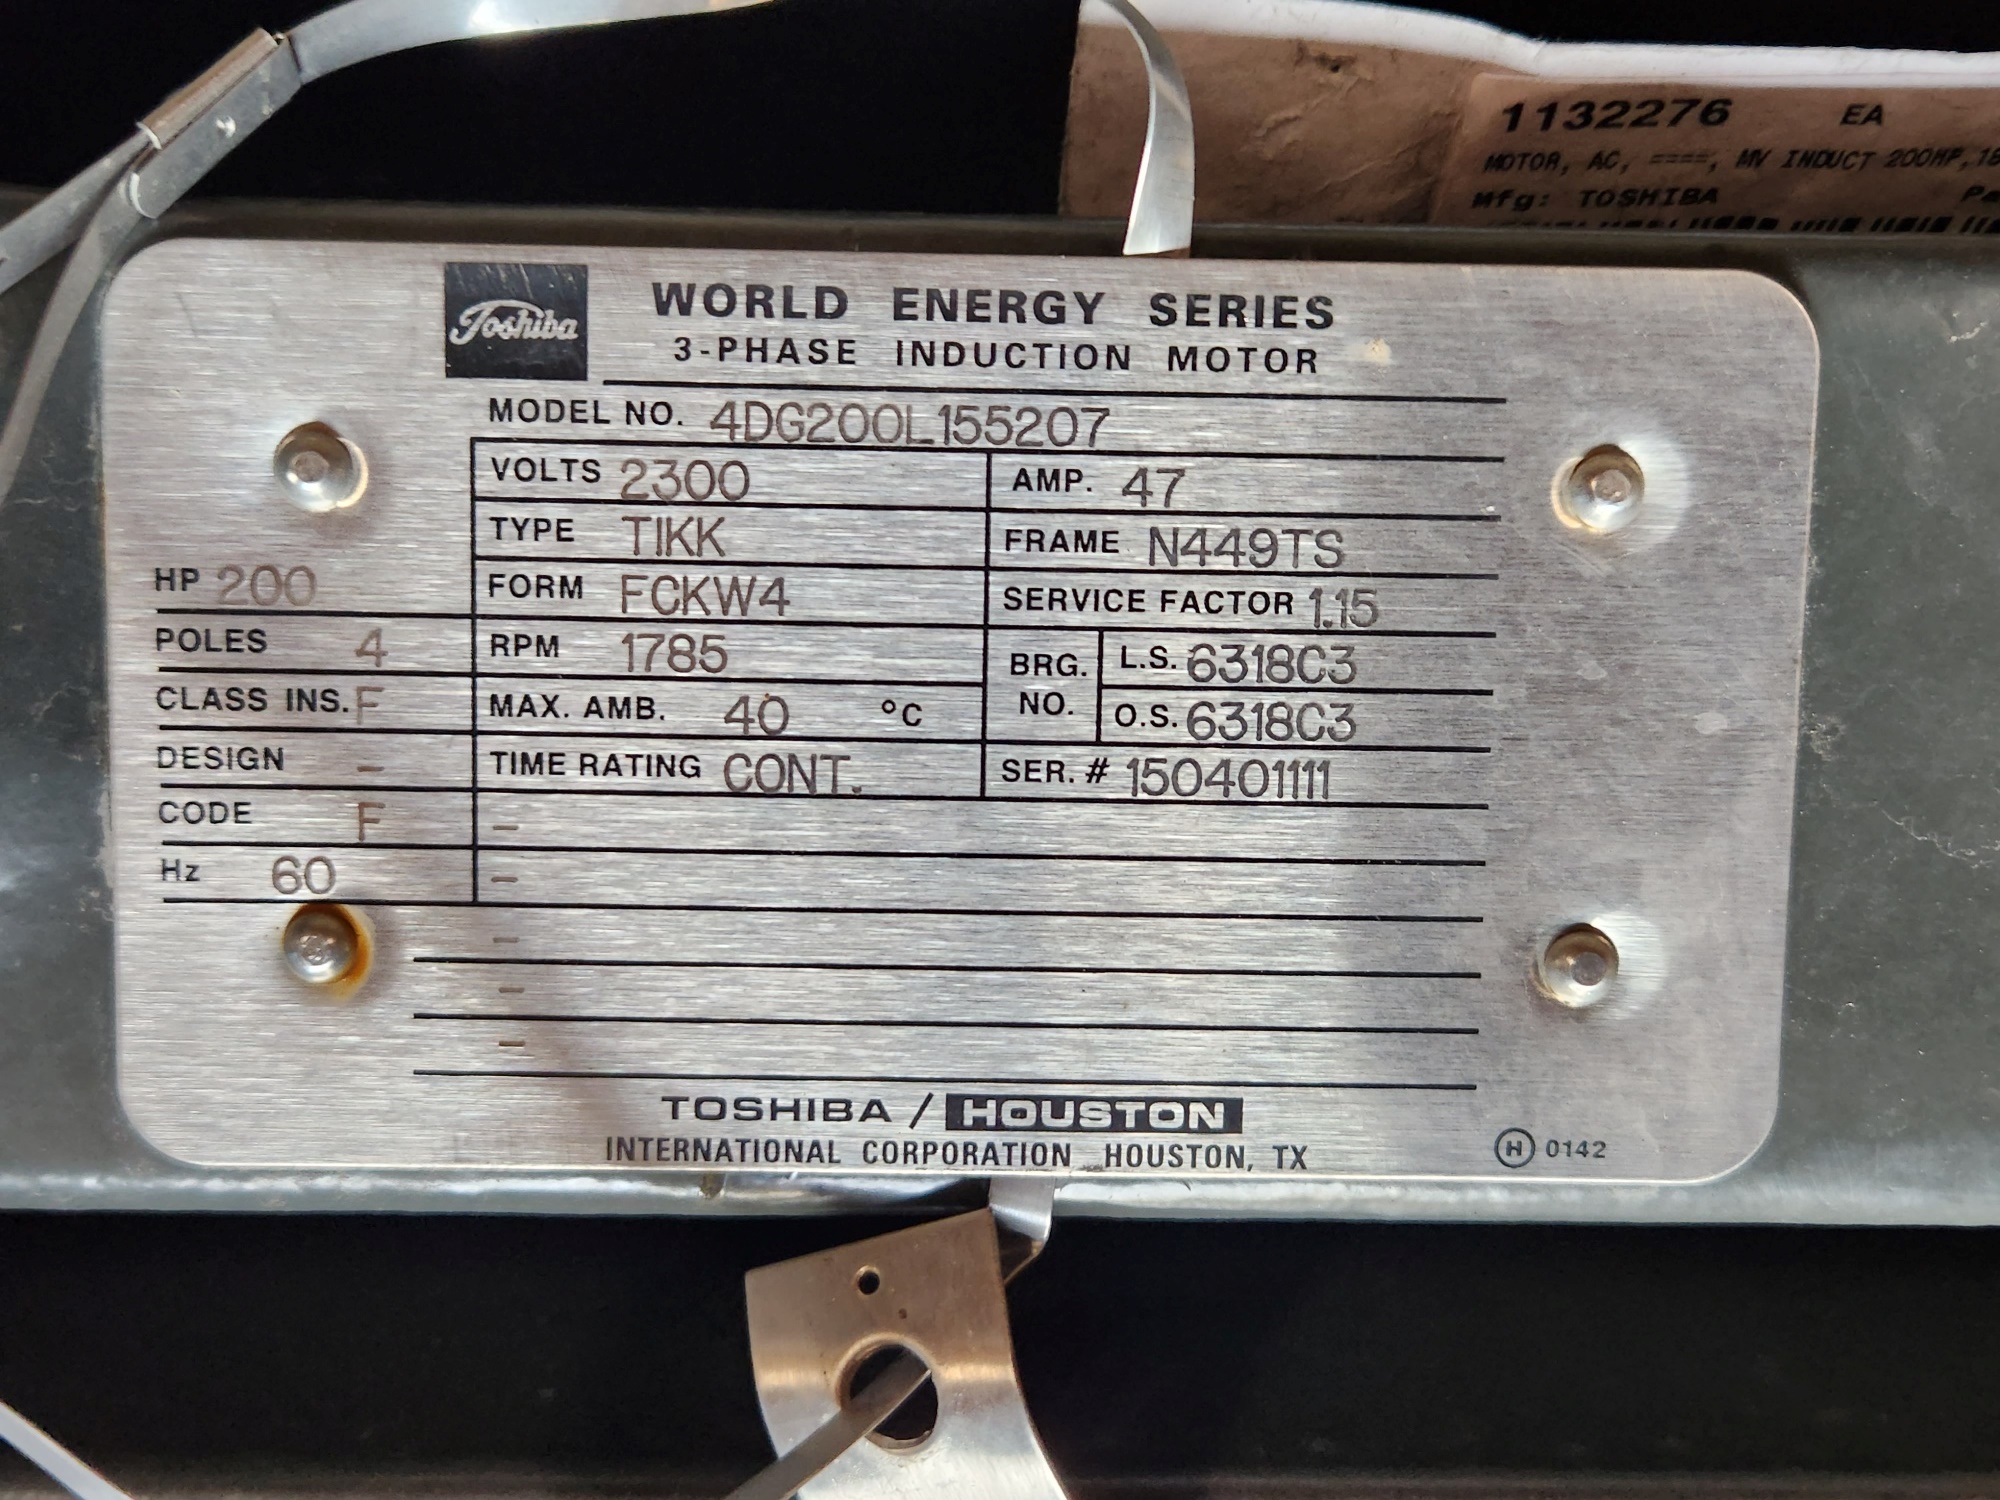 1132276 EA
MOTOR, AC, ====, MV INDUCT 200HP, 18
Mfg: TOSHIBA
Toshiba
WORLD ENERGY SERIES
3-PHASE INDUCTION MOTOR
MODEL NO. 4DG200L155207
VOLTS 2300 AMP. 47
TYPE TIKK FRAME N449TS
HP 200 FORM FCKW4 SERVICE FACTOR 1.15
POLES 4 RPM 1785 BRG. NO. L.S. 6318C3
CLASS INS. F MAX. AMB. 40 °C O.S. 6318C3
DESIGN - TIME RATING CONT. SER. # 150401111
CODE F -
Hz 60 -
-
-
-
TOSHIBA / HOUSTON
INTERNATIONAL CORPORATION HOUSTON, TX
H 0142